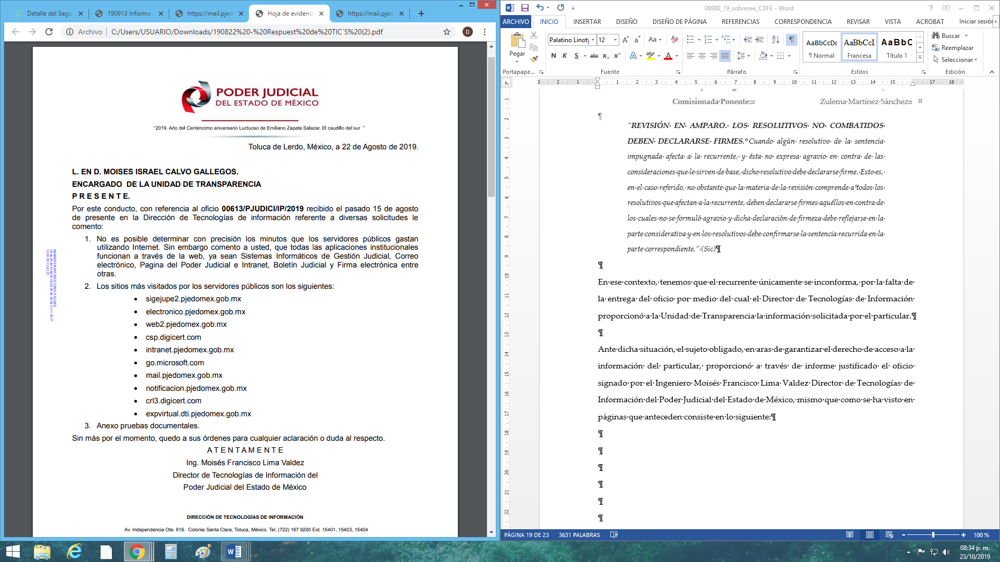 Detalle del Segu
190913 Informe
https://mail.pjed
Hoja de evidenci
https://mail.pjed
Archivo
C:/Users/USUARIO/Downloads/190822%20-%20Respuest%20de%20TIC´S%20(2).pdf
D
PODER JUDICIAL
DEL ESTADO DE MÉXICO
"2019. Año del Centéncimo aniversario Luctuoso de Emiliano Zapata Salazar. El caudillo del sur "
Toluca de Lerdo, México, a 22 de Agosto de 2019.
L. EN D. MOISES ISRAEL CALVO GALLEGOS.
ENCARGADO DE LA UNIDAD DE TRANSPARENCIA
P R E S E N T E.
Por este conducto, con referencia al oficio 00613/PJUDICI/IP/2019 recibido el pasado 15 de agosto
de presente en la Dirección de Tecnologías de información referente a diversas solicitudes le
comento:
1. No es posible determinar con precisión los minutos que los servidores públicos gastan
utilizando Internet. Sin embargo comento a usted, que todas las aplicaciones institucionales
funcionan a través de la web, ya sean Sistemas Informáticos de Gestión Judicial, Correo
electrónico, Pagina del Poder Judicial e Intranet, Boletín Judicial y Firma electrónica entre
otras.
2. Los sitios más visitados por los servidores públicos son los siguientes:
• sigejupe2.pjedomex.gob.mx
• electronico.pjedomex.gob.mx
• web2.pjedomex.gob.mx
• csp.digicert.com
• intranet.pjedomex.gob.mx
• go.microsoft.com
• mail.pjedomex.gob.mx
• notificacion.pjedomex.gob.mx
• crl3.digicert.com
• expvirtual.dti.pjedomex.gob.mx
3. Anexo pruebas documentales.
Sin más por el momento, quedo a sus órdenes para cualquier aclaración o duda al respecto.
A T E N T A M E N T E
Ing. Moisés Francisco Lima Valdez
Director de Tecnologías de Información del
Poder Judicial del Estado de México
DIRECCIÓN DE TECNOLOGÍAS DE INFORMACIÓN
Av. Independencia Ote. 616. Colonia Santa Clara, Toluca, México. Tel. (722) 167 9200 Ext. 15401, 15403, 15404
MOISES FRANCISCO LIMA VALDEZ
06980_19_sobresee_CDFE - Word
ARCHIVO INICIO INSERTAR DISEÑO DISEÑO DE PÁGINA REFERENCIAS CORRESPONDENCIA REVISAR VISTA ACROBAT Iniciar sesión
Pegar
Palatino Linoty 12
N K S abc x₂ x²
AaBbCcDc AaBbCcI AaBbC
¶ Normal Francesa Título 1
Buscar
Reemplazar
Seleccionar
Portapape... Fuente Párrafo Estilos Edición
3 2 1 1 2 3 4 5 6 7 8 9 10 11 12 13 14 15 17 18
Comisionada·Ponente:¤ Zulema·Martínez·Sánchez¤ ¤
¶
"REVISIÓN· EN· AMPARO.· LOS· RESOLUTIVOS· NO· COMBATIDOS·
DEBEN· DECLARARSE· FIRMES.° Cuando· algún· resolutivo· de· la· sentencia·
impugnada· afecta· a· la· recurrente,· y· ésta· no· expresa· agravio· en· contra· de· las·
consideraciones·que·le·sirven·de·base,·dicho·resolutivo·debe·declararse·firme.·Esto·es,·
en·el·caso·referido,·no·obstante·que·la·materia·de·la·revisión·comprende·a°todos·los·
resolutivos·que·afectan·a·la·recurrente,·deben·declararse·firmes·aquéllos·en·contra·de·
los·cuales·no·se·formuló·agravio·y·dicha·declaración·de·firmeza·debe·reflejarse·en·la·
parte·considerativa·y·en·los·resolutivos·debe·confirmarse·la·sentencia·recurrida·en·la·
parte·correspondiente."·(Sic)¶
¶
En·ese·contexto,·tenemos·que·el·recurrente·únicamente·se·inconforma,·por·la·falta·de·
la·entrega·del·oficio·por·medio·del·cual·el·Director·de·Tecnologías·de·Información·
proporcionó·a·la·Unidad·de·Transparencia·la·información·solicitada·por·el·particular.¶
¶
Ante·dicha·situación,·el·sujeto·obligado,·en·aras·de·garantizar·el·derecho·de·acceso·a·la·
información· del· particular,· proporcionó· a· través· de· informe· justificado· el· oficio·
signado·por·el·Ingeniero·Moisés·Francisco·Lima·Valdez·Director·de·Tecnologías·de·
Información·del·Poder·Judicial·del·Estado·de·México,·mismo·que·como·se·ha·visto·en·
páginas·que·anteceden·consiste·en·lo·siguiente:¶
¶
¶
¶
¶
¶
¶
PÁGINA 19 DE 23 3631 PALABRAS 100 %
08:34 p. m.
23/10/2019